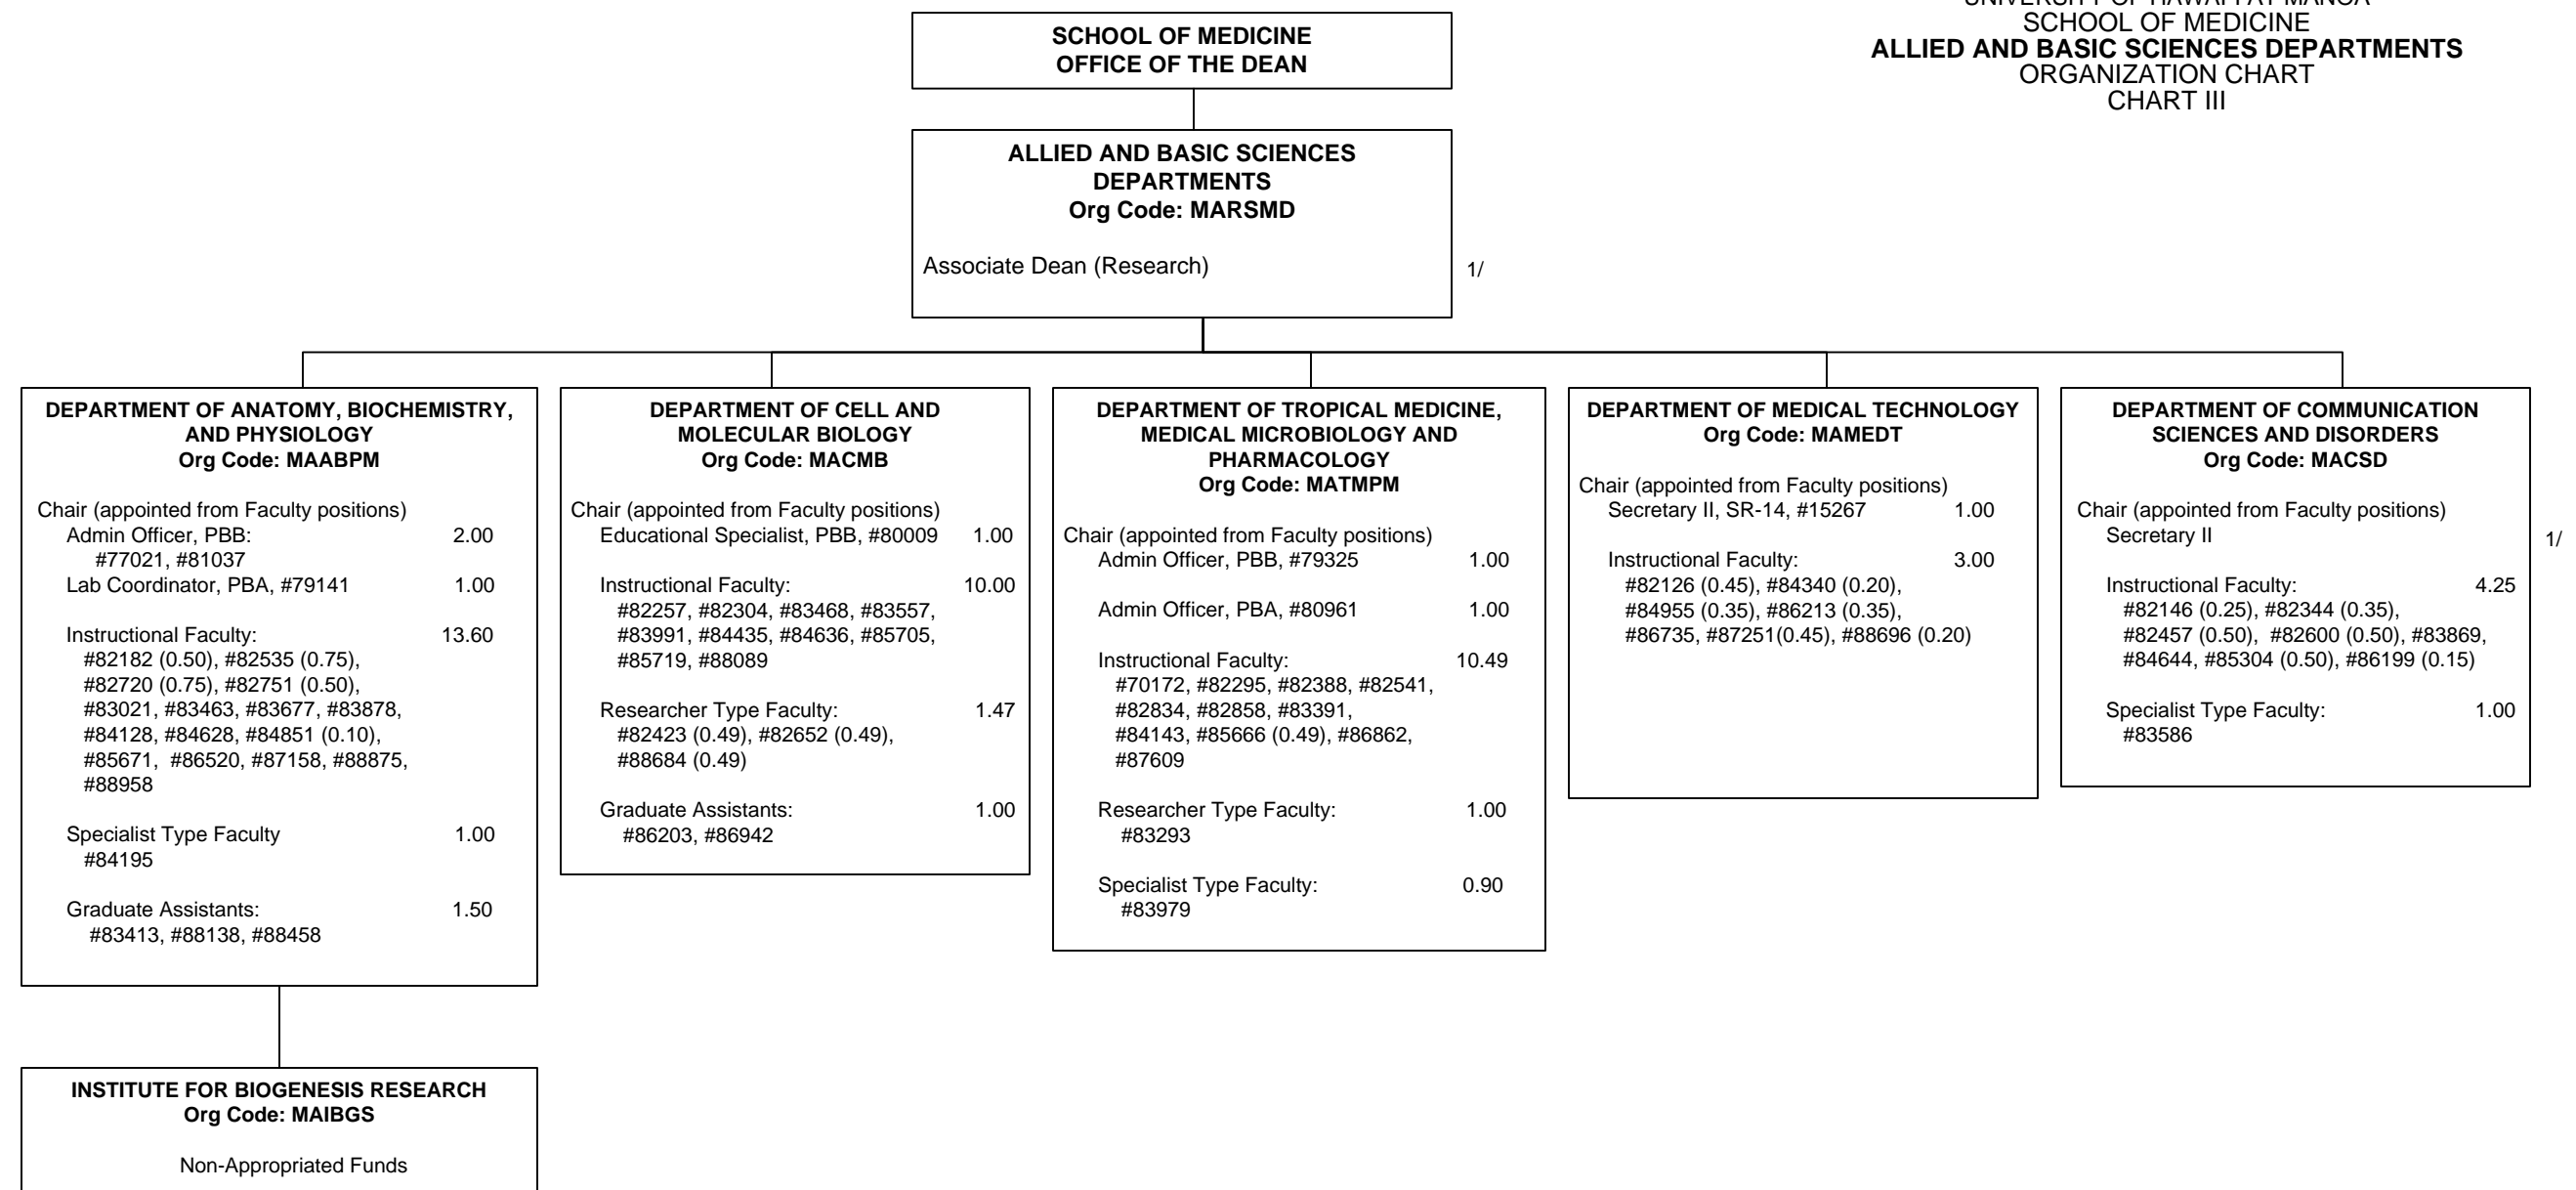 UNIVERSITY OF HAWAI'I AT MANOA
SCHOOL OF MEDICINE
ALLIED AND BASIC SCIENCES DEPARTMENTS
ORGANIZATION CHART
CHART III
SCHOOL OF MEDICINE
OFFICE OF THE DEAN
ALLIED AND BASIC SCIENCES
DEPARTMENTS
Org Code: MARSMD
Associate Dean (Research) 1/
DEPARTMENT OF ANATOMY, BIOCHEMISTRY,
AND PHYSIOLOGY
Org Code: MAABPM
Chair (appointed from Faculty positions)
Admin Officer, PBB: 2.00
#77021, #81037
Lab Coordinator, PBA, #79141 1.00
Instructional Faculty: 13.60
#82182 (0.50), #82535 (0.75),
#82720 (0.75), #82751 (0.50),
#83021, #83463, #83677, #83878,
#84128, #84628, #84851 (0.10),
#85671, #86520, #87158, #88875,
#88958
Specialist Type Faculty 1.00
#84195
Graduate Assistants: 1.50
#83413, #88138, #88458
DEPARTMENT OF CELL AND
MOLECULAR BIOLOGY
Org Code: MACMB
Chair (appointed from Faculty positions)
Educational Specialist, PBB, #80009 1.00
Instructional Faculty: 10.00
#82257, #82304, #83468, #83557,
#83991, #84435, #84636, #85705,
#85719, #88089
Researcher Type Faculty: 1.47
#82423 (0.49), #82652 (0.49),
#88684 (0.49)
Graduate Assistants: 1.00
#86203, #86942
DEPARTMENT OF TROPICAL MEDICINE,
MEDICAL MICROBIOLOGY AND
PHARMACOLOGY
Org Code: MATMPM
Chair (appointed from Faculty positions)
Admin Officer, PBB, #79325 1.00
Admin Officer, PBA, #80961 1.00
Instructional Faculty: 10.49
#70172, #82295, #82388, #82541,
#82834, #82858, #83391,
#84143, #85666 (0.49), #86862,
#87609
Researcher Type Faculty: 1.00
#83293
Specialist Type Faculty: 0.90
#83979
DEPARTMENT OF MEDICAL TECHNOLOGY
Org Code: MAMEDT
Chair (appointed from Faculty positions)
Secretary II, SR-14, #15267 1.00
Instructional Faculty: 3.00
#82126 (0.45), #84340 (0.20),
#84955 (0.35), #86213 (0.35),
#86735, #87251(0.45), #88696 (0.20)
DEPARTMENT OF COMMUNICATION
SCIENCES AND DISORDERS
Org Code: MACSD
Chair (appointed from Faculty positions)
Secretary II 1/
Instructional Faculty: 4.25
#82146 (0.25), #82344 (0.35),
#82457 (0.50), #82600 (0.50), #83869,
#84644, #85304 (0.50), #86199 (0.15)
Specialist Type Faculty: 1.00
#83586
INSTITUTE FOR BIOGENESIS RESEARCH
Org Code: MAIBGS
Non-Appropriated Funds